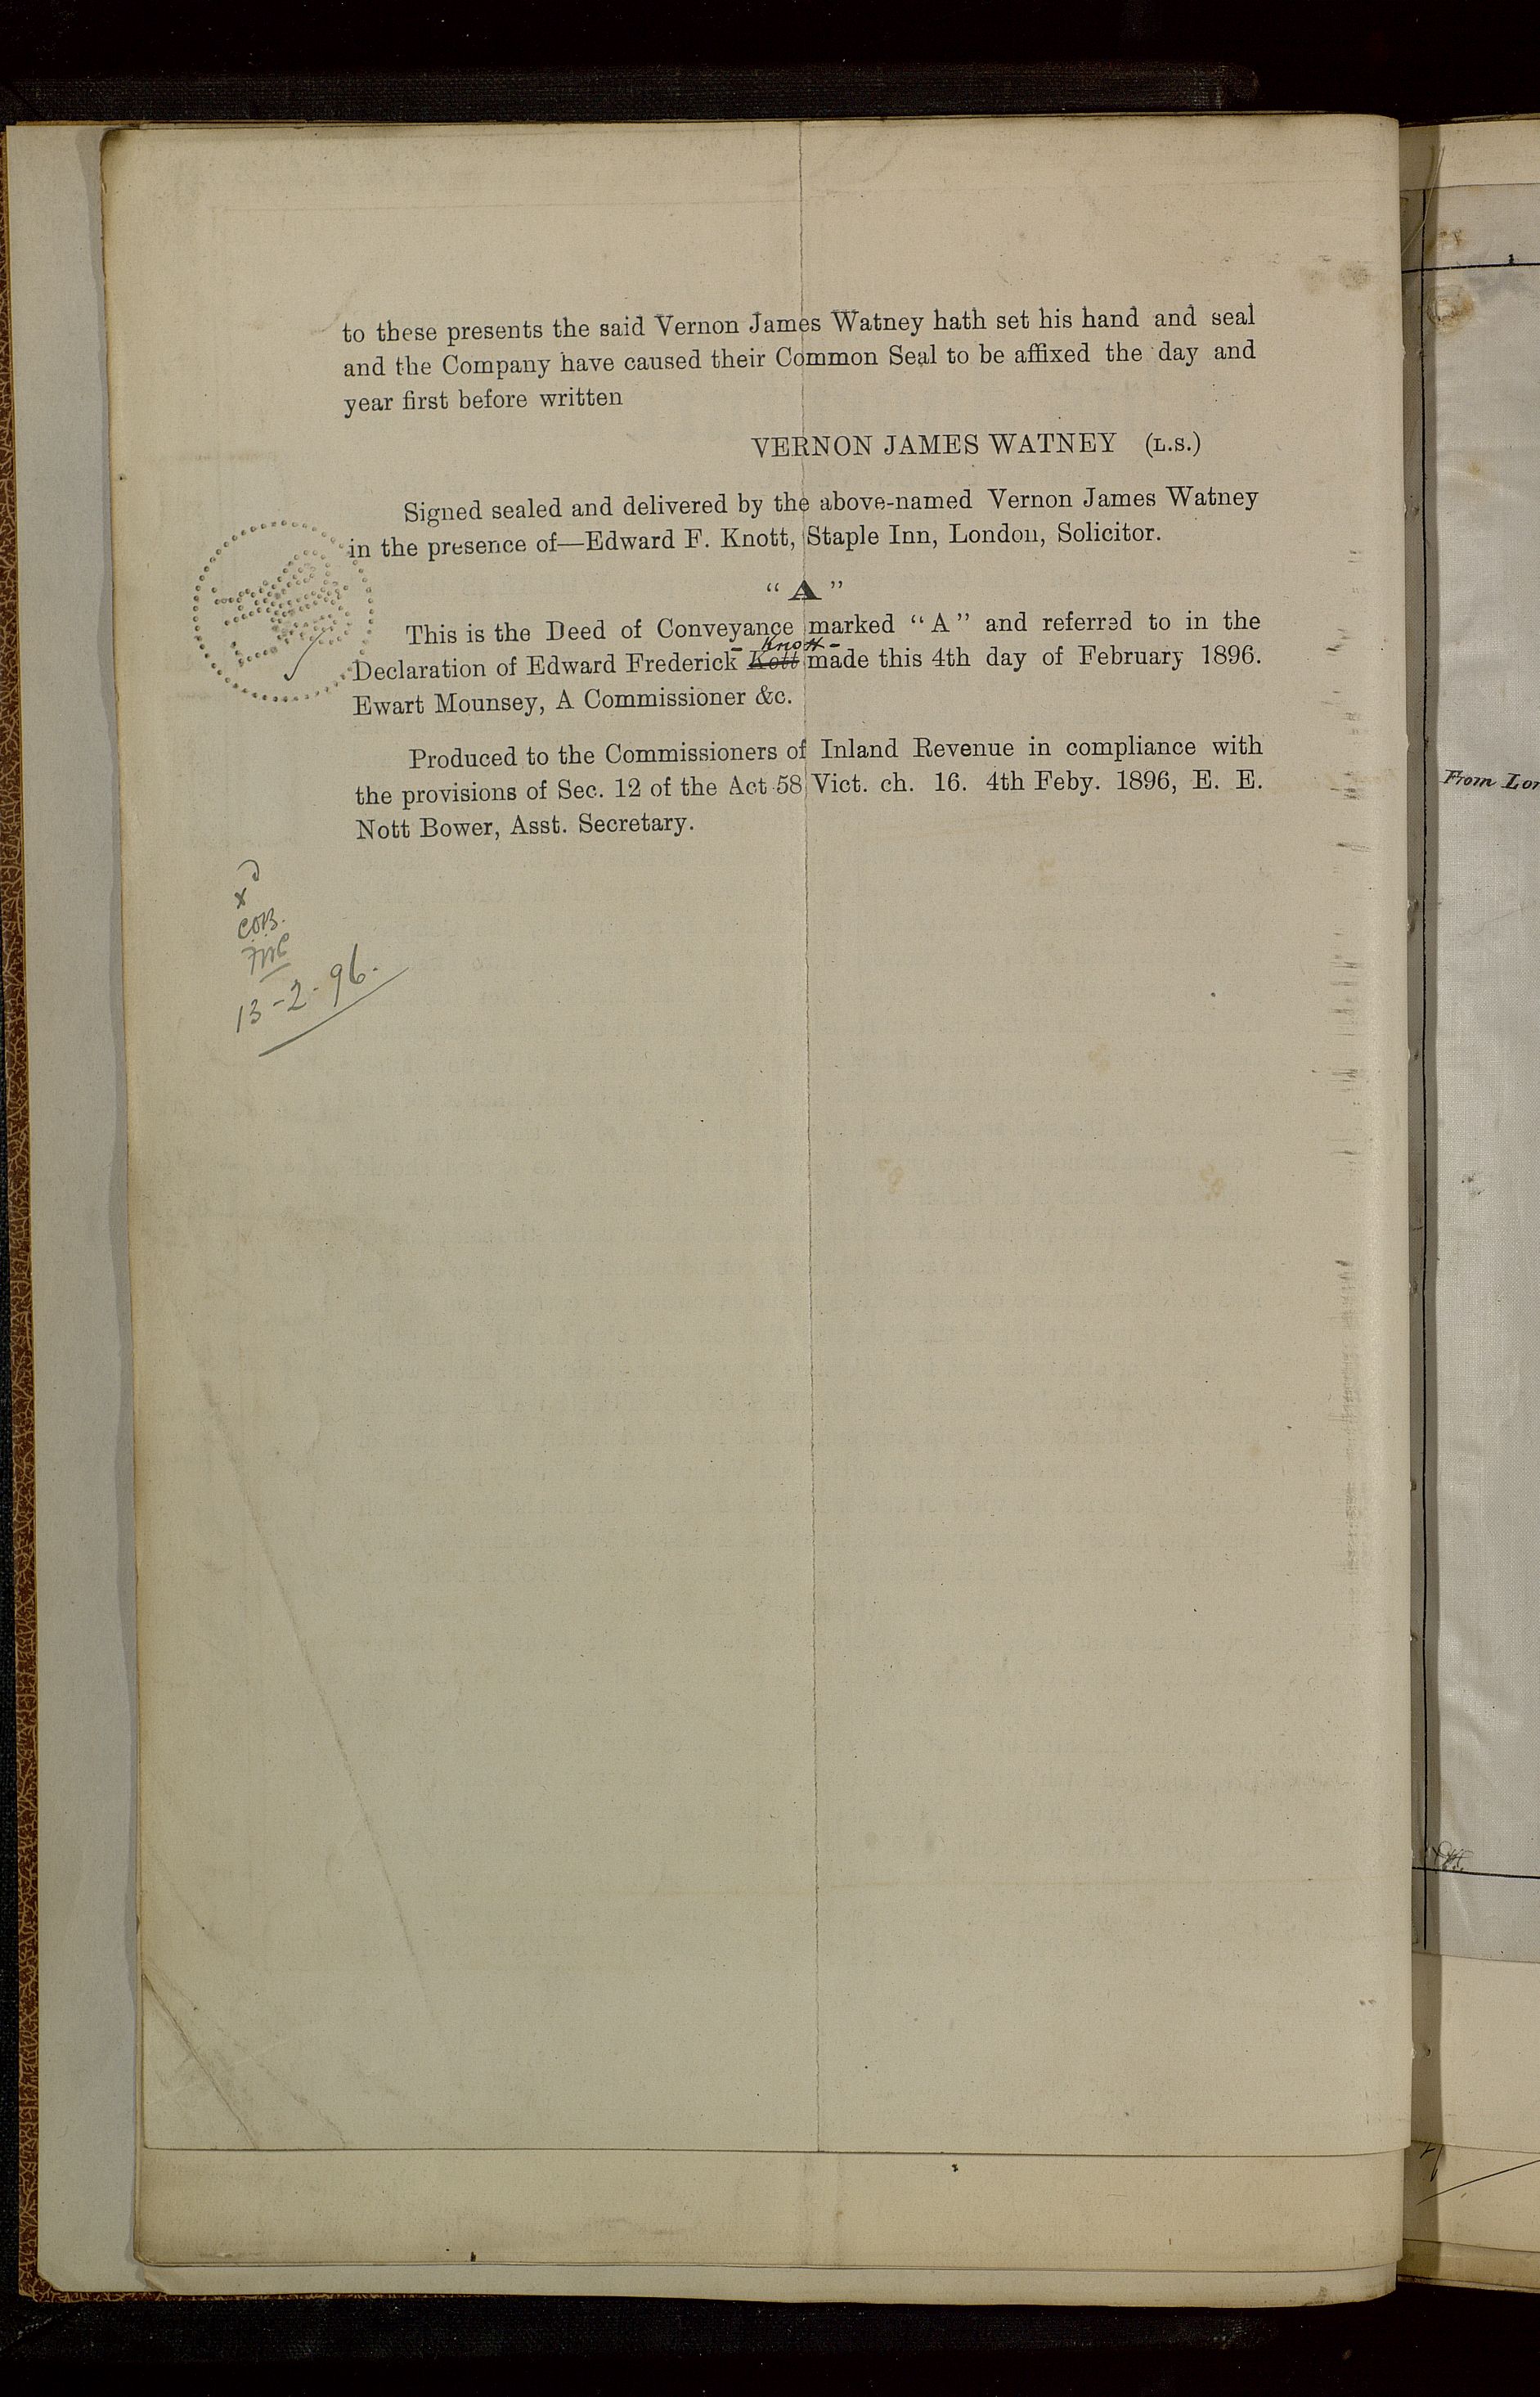 to these presents the said Vernon James Watney hath set his hand and seal
and the Company have caused their Common Seal to be affixed the day and
year first before written
VERNON JAMES WATNEY (L.S.)
Signed sealed and delivered by the above-named Vernon James Watney
in the presence of—Edward F. Knott, Staple Inn, London, Solicitor.
“ A ”
This is the Deed of Conveyance marked “ A ” and referred to in the
Knott
Declaration of Edward Frederick Kott made this 4th day of February 1896.
Ewart Mounsey, A Commissioner &c.
Produced to the Commissioners of Inland Revenue in compliance with
the provisions of Sec. 12 of the Act 58 Vict. ch. 16. 4th Feby. 1896, E. E.
Nott Bower, Asst. Secretary.
13-2-96.
From Lon